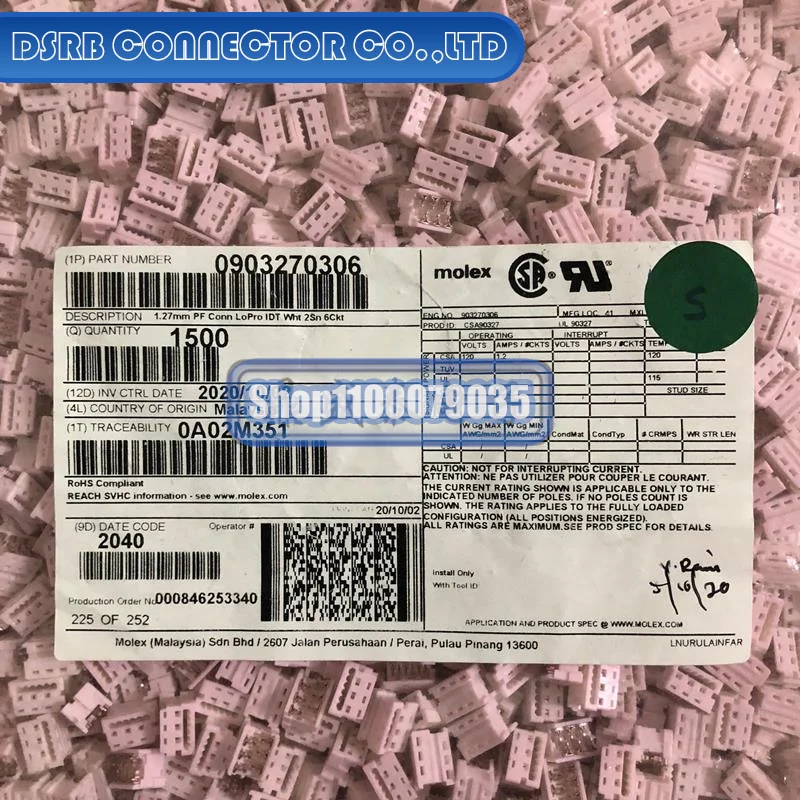 DSRB CONNECTOR CO.,LTD
(1P) PART NUMBER 0903270306
DESCRIPTION 1.27mm PF Conn LoPro IDT Wht 2Sn 6Ckt
(Q) QUANTITY 1500
(12D) INV CTRL DATE 2020/
(4L) COUNTRY OF ORIGIN Malay
(1T) TRACEABILITY 0A02M351
RoHS Compliant
REACH SVHC information - see www.molex.com
20/10/02
(9D) DATE CODE Operator #
2040
Production Order No 000846253340
225 OF 252
molex SA ® RU
S
ENG NO. 903270306 MFG LOC. 41
PROD ID: CSA90327 UL 90327
OPERATING INTERRUPT
VOLTS AMPS / #CKTS VOLTS AMPS / #CKTS TEMP
CSA 120 1.2 120
TUV
UL 115
STUD SIZE
Shop1100079035
W Gg MAX W Gg MIN
AWG/mm2 AWG/mm2 CondMat CondTyp # CRMPS WR STR LEN
CSA / /
UL / /
CAUTION: NOT FOR INTERRUPTING CURRENT.
ATTENTION: NE PAS UTILIZER POUR COUPER LE COURANT.
THE CURRENT RATING SHOWN IS APPLICABLE ONLY TO THE
INDICATED NUMBER OF POLES. IF NO POLES COUNT IS
SHOWN. THE RATING APPLIES TO THE FULLY LOADED
CONFIGURATION (ALL POSITIONS ENERGIZED).
ALL RATINGS ARE MAXIMUM.SEE PROD SPEC FOR DETAILS.
Install Only
With Tool ID
5/10/20
APPLICATION AND PRODUCT SPEC @ WWW.MOLEX.COM
Molex (Malaysia) Sdn Bhd / 2607 Jalan Perusahaan / Perai, Pulau Pinang 13600
LNURULAINFAR